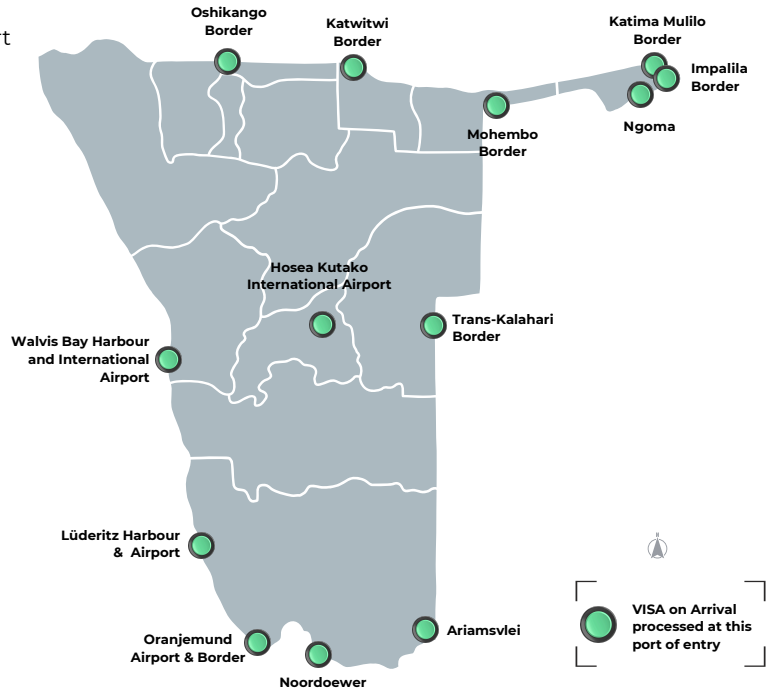 rt
Oshikango
Border
Katwitwi
Border
Katima Mulilo
Border
Impalila
Border
Ngoma
Mohembo
Border
Hosea Kutako
International Airport
Trans-Kalahari
Border
Walvis Bay Harbour
and International
Airport
Lüderitz Harbour
& Airport
Oranjemund
Airport & Border
Noordoewer
Ariamsvlei
VISA on Arrival
processed at this
port of entry